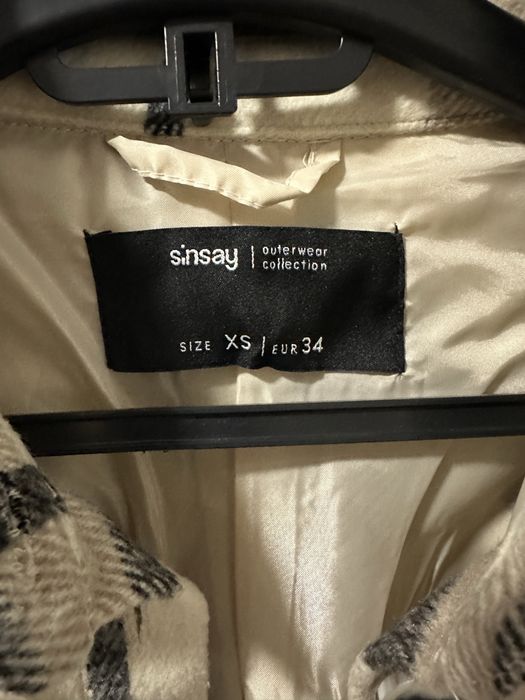 sinsay | outerwear
collection
SIZE XS | EUR 34